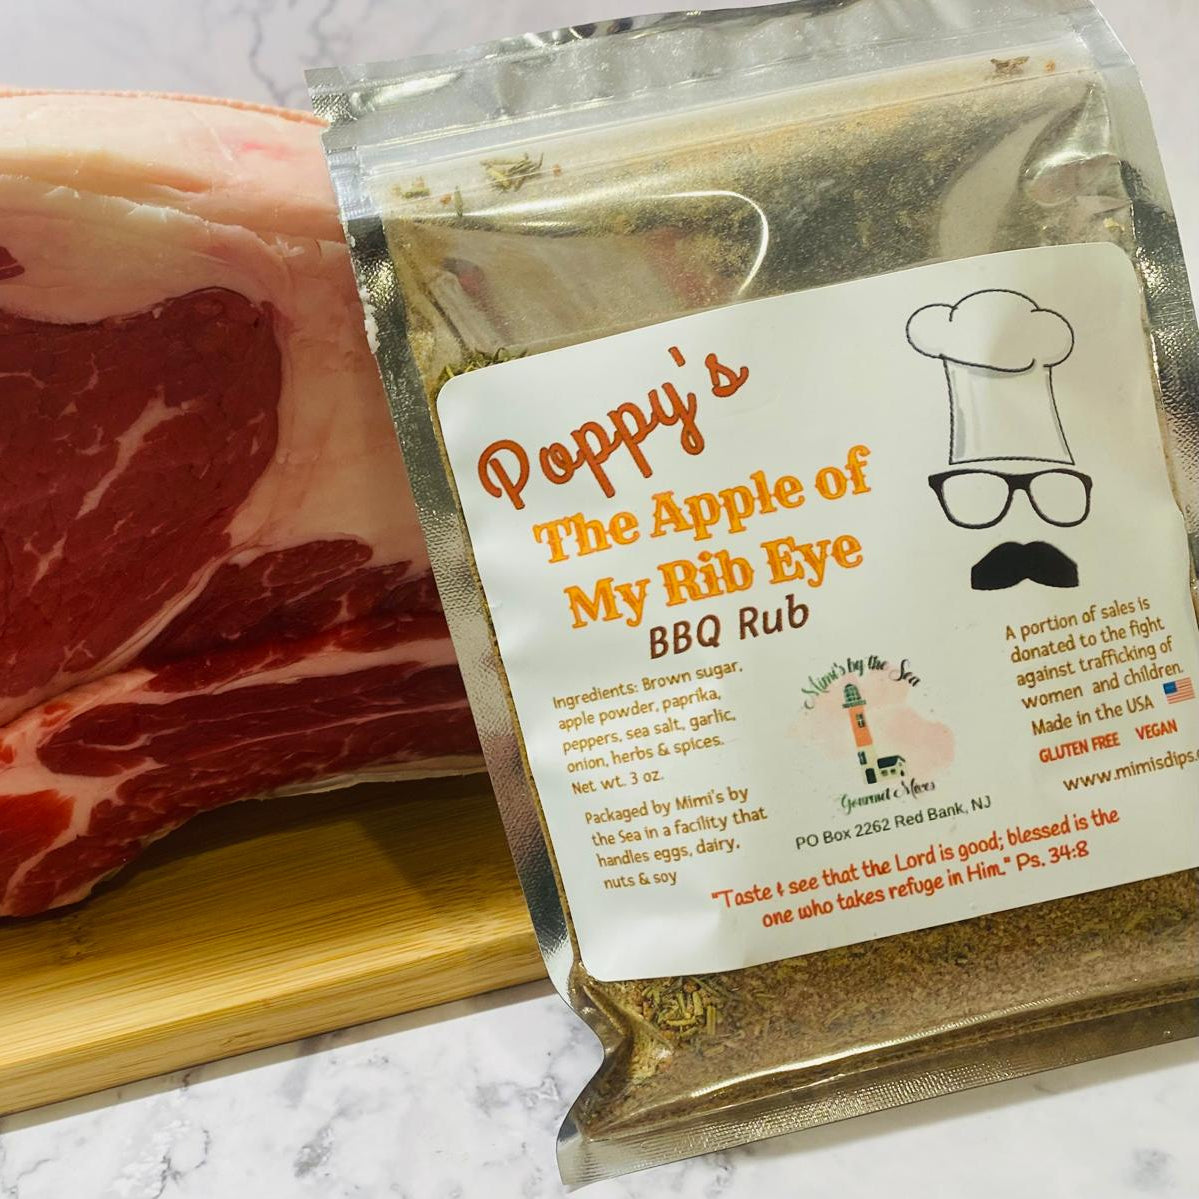 Poppy's
The Apple of
My Rib Eye
BBQ Rub
Ingredients: Brown sugar,
apple powder, paprika,
peppers, sea salt, garlic,
onion, herbs & spices.
Net wt. 3 oz.
Packaged by Mimi's by
the Sea in a facility that
handles eggs, dairy,
nuts & soy
Mimi's by the Sea
Gourmet Mixes
PO Box 2262 Red Bank, NJ
A portion of sales is
donated to the fight
against trafficking of
women and children.
Made in the USA
GLUTEN FREE VEGAN
www.mimisdips.
"Taste & see that the Lord is good; blessed is the
one who takes refuge in Him." Ps. 34:8